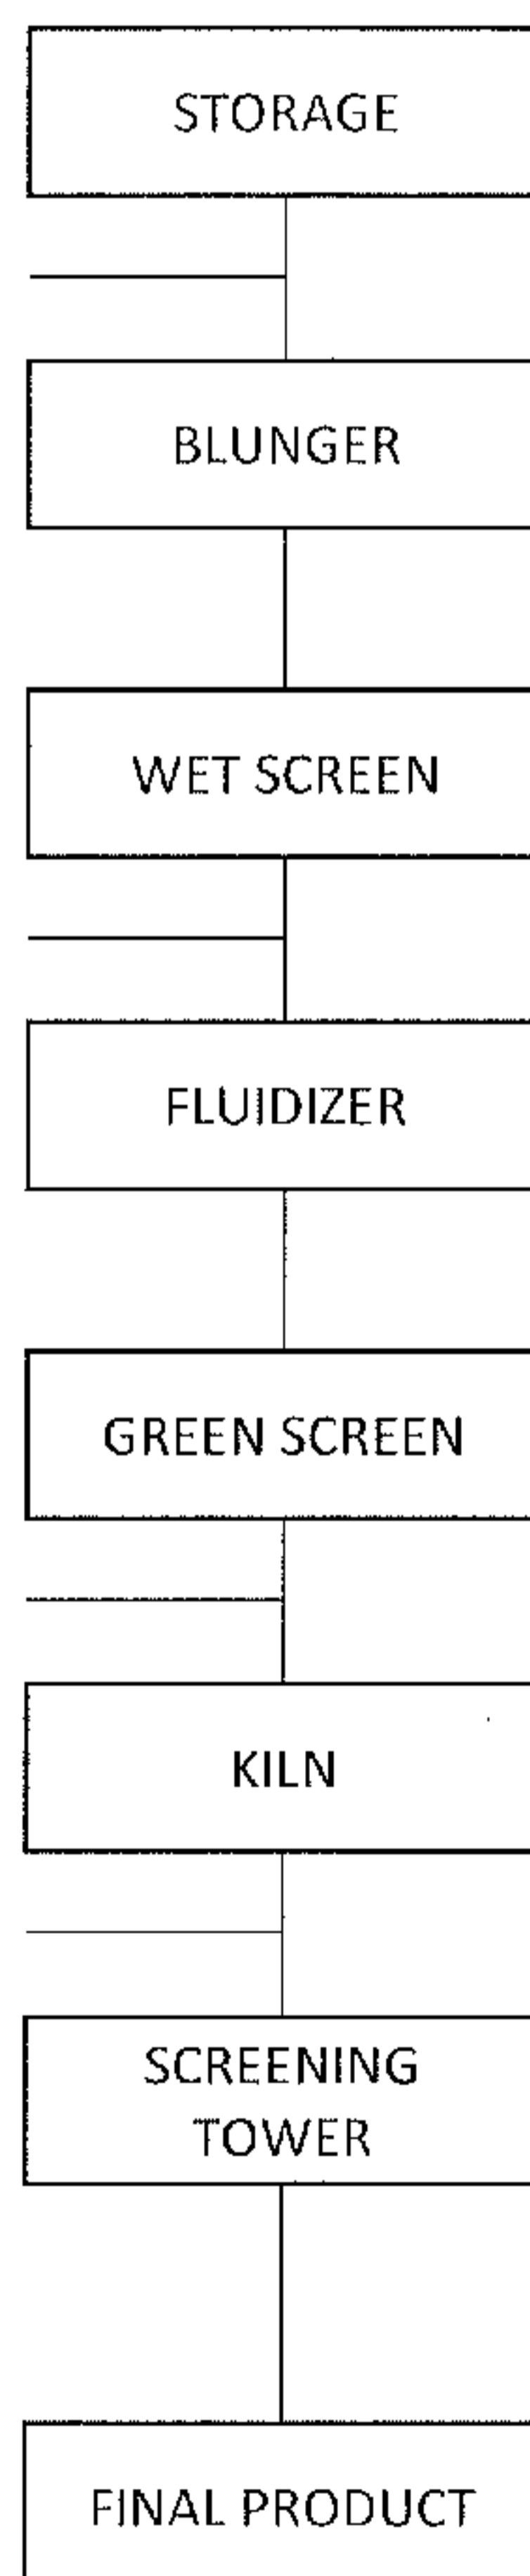 STORAGE
BLUNGER
WET SCREEN
FLUIDIZER
GREEN SCREEN
KILN
SCREENING
TOWER
FINAL PRODUCT